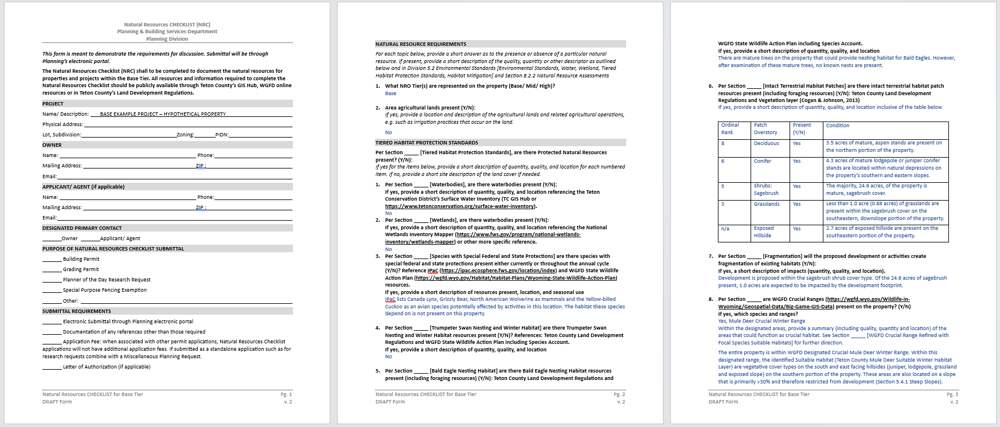 Natural Resources CHECKLIST (NRC)
Planning & Building Services Department
Planning Division
This form is meant to demonstrate the requirements for discussion. Submittal will be through
Planning's electronic portal.
The Natural Resources Checklist (NRC) shall to be completed to document the natural resources for
properties and projects within the Base Tier. All resources and information required to complete the
Natural Resources Checklist should be publicly available through Teton County's GIS Hub, WGFD online
resources or in Teton County's Land Development Regulations.
PROJECT
Name/ Description: ___BASE EXAMPLE PROJECT – HYPOTHETICAL PROPERTY
Physical Address:
Lot, Subdivision: Zoning: PIDN:
OWNER
Name: Phone:
Mailing Address: ZIP :
Email:
APPLICANT/ AGENT (if applicable)
Name: Phone:
Mailing Address: ZIP :
Email:
DESIGNATED PRIMARY CONTACT
_______Owner _______Applicant/ Agent
PURPOSE OF NATURAL RESOURCES CHECKLIST SUBMITTAL
_______ Building Permit
_______ Grading Permit
_______ Planner of the Day Research Request
_______ Special Purpose Fencing Exemption
_______ Other:
SUBMITTAL REQUIREMENTS
_______ Electronic Submittal through Planning electronic portal
_______ Documentation of any references other than those required
_______ Application Fee: When associated with other permit applications, Natural Resources Checklist
applications will not have additional application fees. If submitted as a standalone application such as for
research requests combine with a Miscellaneous Planning Request.
_______ Letter of Authorization (if applicable)
Natural Resources CHECKLIST for Base Tier Pg. 1
DRAFT Form v. 2
NATURAL RESOURCE REQUIREMENTS
For each topic below, provide a short answer as to the presence or absence of a particular natural
resource. If present, provide a short description of the quality, quantity or other descriptor as outlined
below and in Division 5.2 Environmental Standards [Environmental Standards, Water, Wetland, Tiered
Habitat Protection Standards, Habitat Mitigation] and Section 8.2.2 Natural Resource Assessments
1. What NRO Tier(s) are represented on the property (Base/ Mid/ High)?
Base
2. Area agricultural lands present (Y/N):
If yes, provide a location and description of the agricultural lands and related agricultural operations,
e.g. such as irrigation practices that occur on the land.
No
TIERED HABITAT PROTECTION STANDARDS
Per Section _____ [Tiered Habitat Protection Standards], are there Protected Natural Resources
present? (Y/N):
If yes for the items below, provide a short description of quantity, quality, and location for each numbered
item. If no, provide a short site description of the land cover if needed.
1. Per Section _____ [Waterbodies], are there waterbodies present (Y/N):
If yes, provide a short description of quantity, quality, and location referencing the Teton
Conservation District's Surface Water Inventory (TC GIS Hub or
https://www.tetonconservation.org/surface-water-inventory).
No
2. Per Section _____ [Wetlands], are there waterbodies present (Y/N):
If yes, provide a short description of quantity, quality, and location referencing the National
Wetlands Inventory Mapper (https://www.fws.gov/program/national-wetlands-
inventory/wetlands-mapper) or other more specific reference.
No
3. Per Section _____ [Species with Special Federal and State Protections] are there species with
special federal and state protections present either currently or throughout the annual cycle
(Y/N)? Reference IPaC (https://ipac.ecosphere.fws.gov/location/index) and WGFD State Wildlife
Action Plan (https://wgfd.wyo.gov/Habitat/Habitat-Plans/Wyoming-State-Wildlife-Action-Plan)
resources.
If yes, provide a short description of resources present, location, and seasonal use
IPaC lists Canada Lynx, Grizzly Bear, North American Wolverine as mammals and the Yellow-billed
Cuckoo as an avian species potentially affected by activities in this location. The habitat these species
depend on is not present on this property.
4. Per Section _____ [Trumpeter Swan Nesting and Winter Habitat] are there Trumpeter Swan
Nesting and Winter Habitat resources present (Y/N)? References: Teton County Land Development
Regulations and WGFD State Wildlife Action Plan including Species Account.
If yes, provide a short description of quantity, quality, and location
No
5. Per Section _____ [Bald Eagle Nesting Habitat] are there Bald Eagle Nesting Habitat resources
present (including foraging resources) (Y/N): Teton County Land Development Regulations and
Natural Resources CHECKLIST for Base Tier Pg. 2
DRAFT Form v. 2
WGFD State Wildlife Action Plan including Species Account.
If yes, provide a short description of quantity, quality, and location
There are mature trees on the property that could provide nesting habitat for Bald Eagles. However,
after examination of these mature trees, no known nests are present.
6. Per Section _____ [Intact Terrestrial Habitat Patches] are there intact terrestrial habitat patch
resources present (including foraging resources) (Y/N): Teton County Land Development
Regulations and Vegetation layer (Cogan & Johnson, 2013)
If yes, provide a short description of quantity, quality, and location inclusive of the table below
Ordinal Rank Patch Overstory Present (Y/N) Condition
8 Deciduous Yes 3.5 acres of mature, aspen stands are present on
the northern portion of the property.
6 Conifer Yes 4.3 acres of mature lodgepole or juniper conifer
stands are located within natural depressions on
the property's southern and eastern slopes.
5 Shrubs: Sagebrush Yes The majority, 24.6 acres, of the property is
mature, sagebrush cover.
3 Grasslands Yes Less than 1.0 acre (0.88 acres) of grasslands are
present within the sagebrush cover on the
southeastern, downslope portion of the property.
n/a Exposed Hillside Yes 2.7 acres of exposed hillside are present on the
southeastern portion of the property.
7. Per Section _____ [Fragmentation] will the proposed development or activities create
fragmentation of existing habitats (Y/N):
If yes, a short description of impacts (quantity, quality, and location).
Development is proposed within the sagebrush shrub cover type. Of the 24.6 acres of sagebrush
present, 1.0 acres are expected to be impacted by the development footprint.
8. Per Section _____ are WGFD Crucial Ranges (https://wgfd.wyo.gov/Wildlife-in-
Wyoming/Geospatial-Data/Big-Game-GIS-Data) present on the property? (Y/N)
If yes, which species and ranges?
Yes, Mule Deer Crucial Winter Range
Within the designated areas, provide a summary (including quality, quantity and location) of the
areas that could function as crucial habitat. See Section _____ [WGFD Crucial Range Refined with
Focal Species Suitable Habitats] for further direction.
The entire property is within WGFD Designated Crucial Mule Deer Winter Range. Within this
designated range, the identified Suitable Habitat (Teton County Mule Deer Suitable Winter Habitat
Layer) are vegetative cover types on the south and east facing hillsides (juniper, lodgepole, grassland
and exposed slope) on the southern portion of the property. These areas are also located on a slope
that is primarily >30% and therefore restricted from development (Section 5.4.1 Steep Slopes).
Natural Resources CHECKLIST for Base Tier Pg. 3
DRAFT Form v. 2